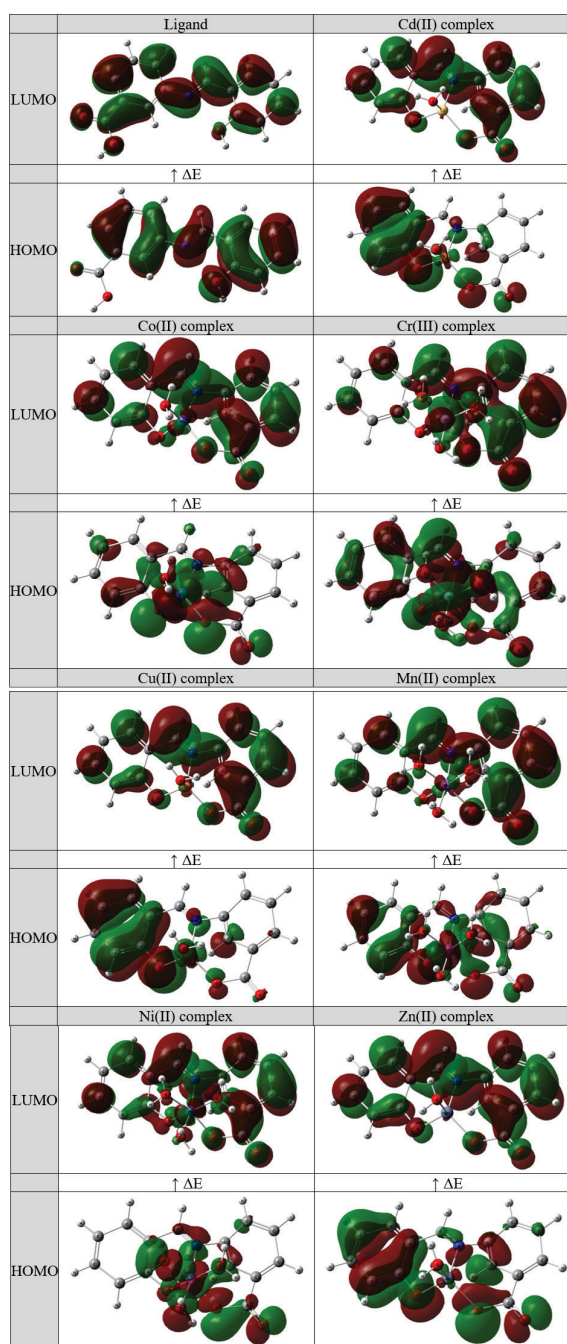 Ligand Cd(II) complex
LUMO
↑ ΔE ↑ ΔE
HOMO
Co(II) complex Cr(III) complex
LUMO
↑ ΔE ↑ ΔE
HOMO
Cu(II) complex Mn(II) complex
LUMO
↑ ΔE ↑ ΔE
HOMO
Ni(II) complex Zn(II) complex
LUMO
↑ ΔE ↑ ΔE
HOMO